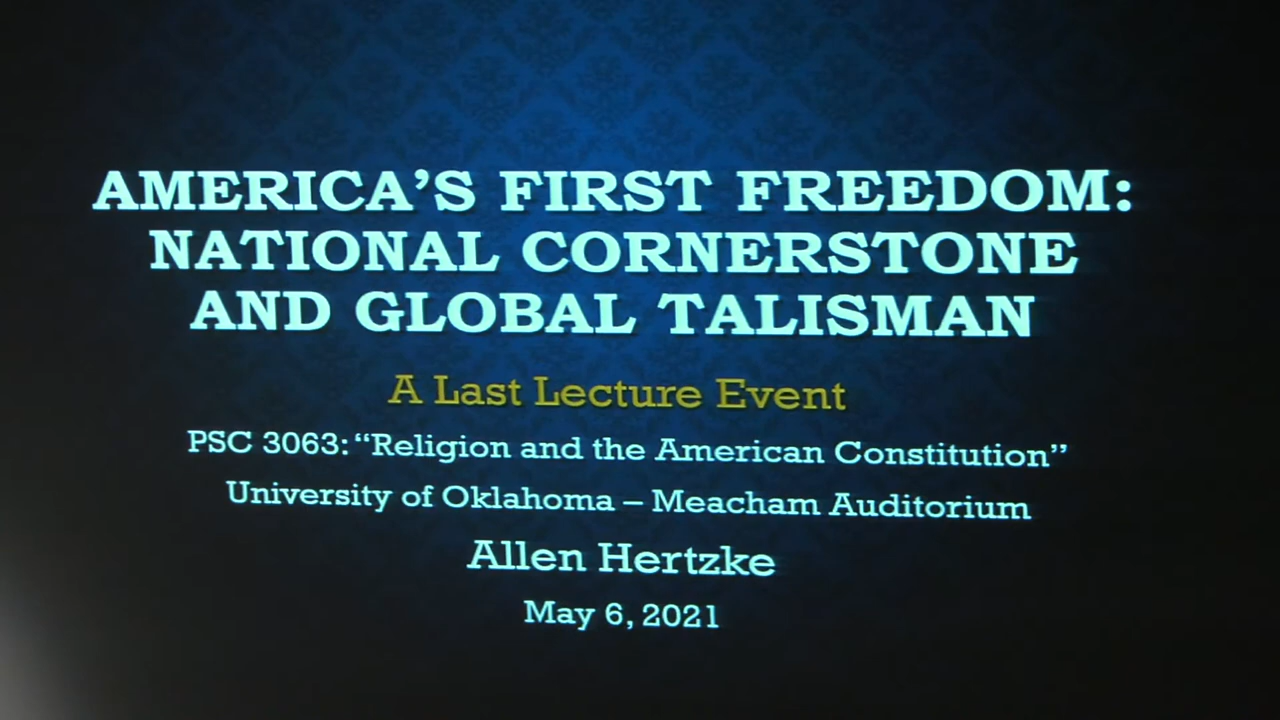 AMERICA’S FIRST FREEDOM:
NATIONAL CORNERSTONE
AND GLOBAL TALISMAN
A Last Lecture Event
PSC 3063: “Religion and the American Constitution”
University of Oklahoma – Meacham Auditorium
Allen Hertzke
May 6, 2021